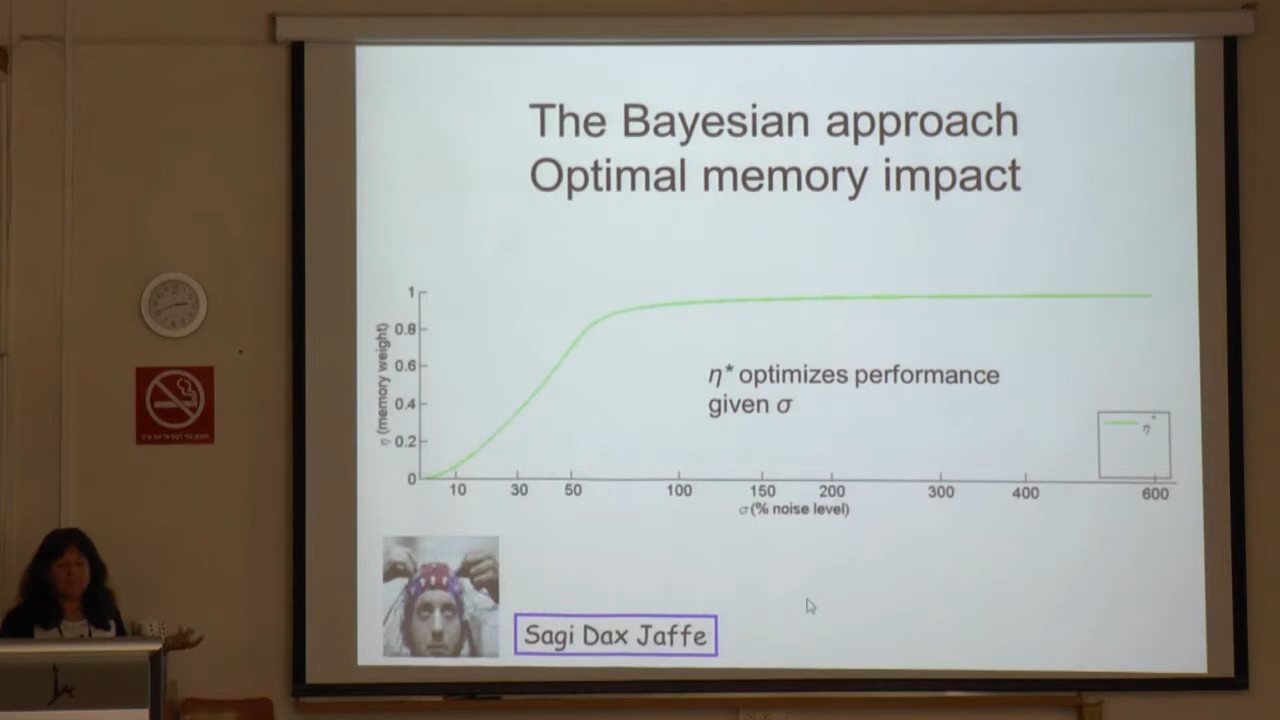 The Bayesian approach
Optimal memory impact
1
0.8
0.6
0.4
0.2
0
η (memory weight)
η* optimizes performance
given σ
η*
10 30 50 100 150 200 300 400 600
σ(% noise level)
Sagi Dax Jaffe